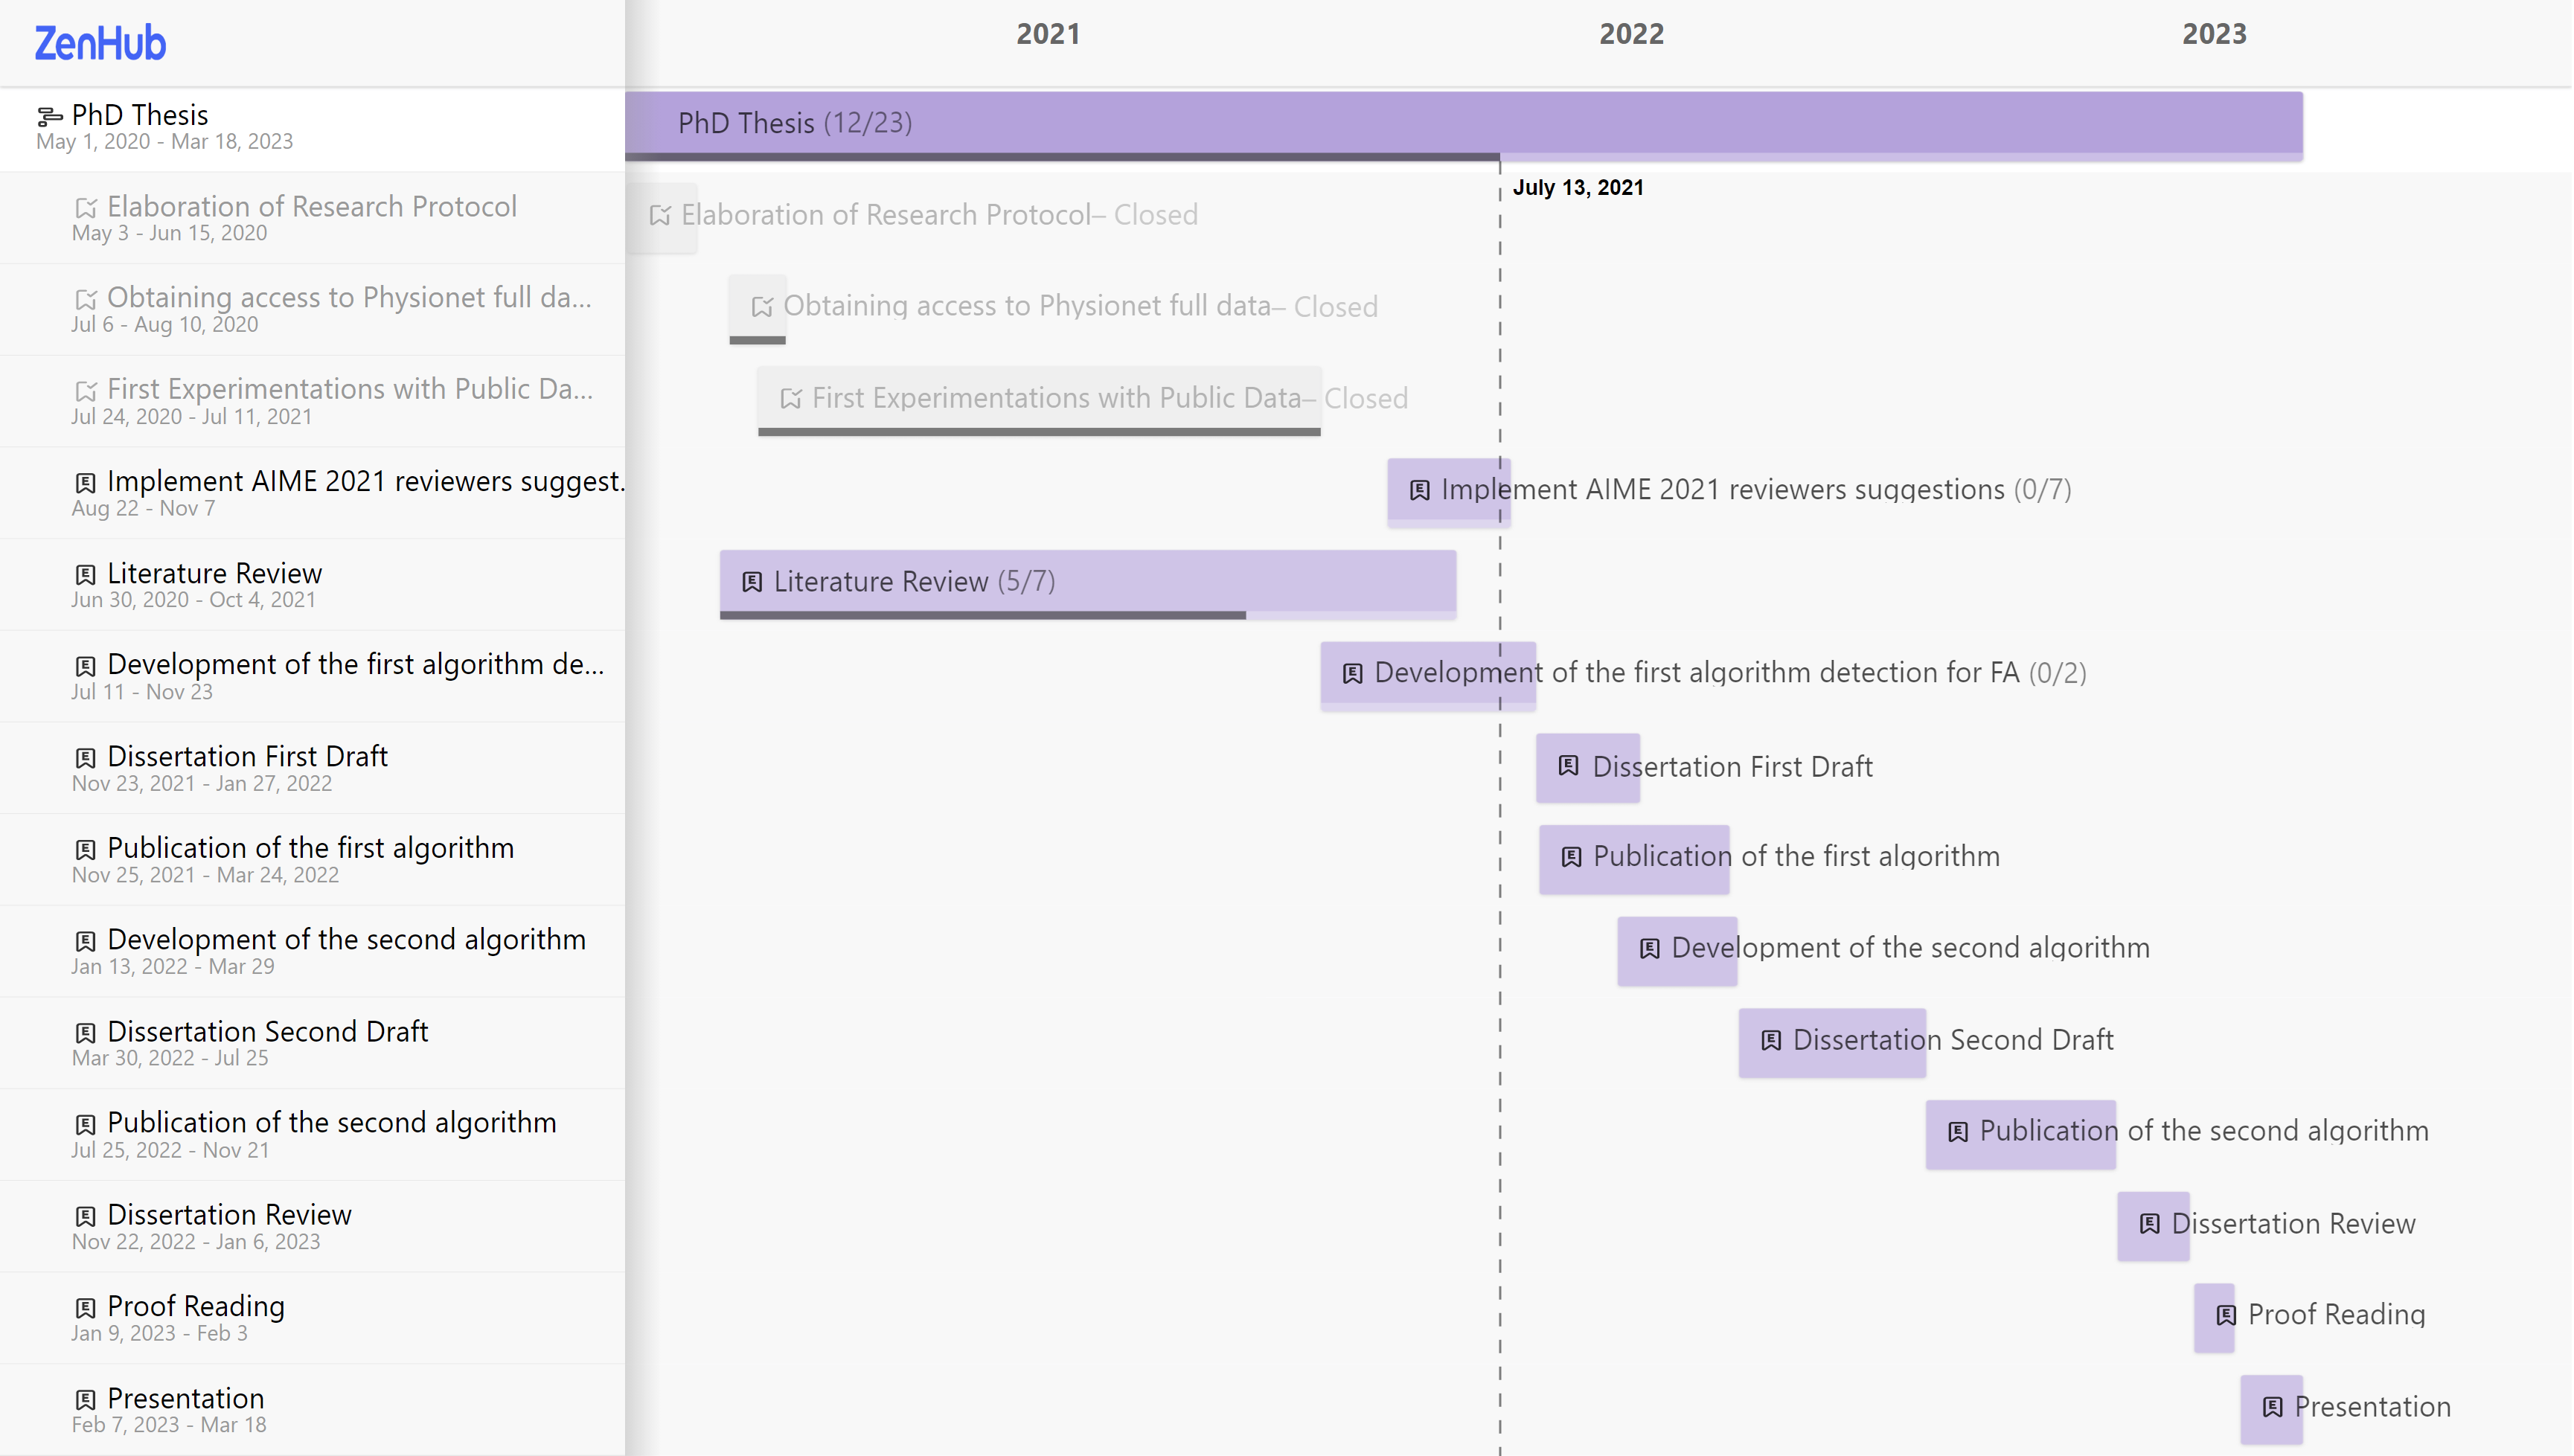 ZenHub
2021
2022
2023
PhD Thesis
May 1, 2020 - Mar 18, 2023
PhD Thesis (12/23)
July 13, 2021
Elaboration of Research Protocol
May 3 - Jun 15, 2020
Elaboration of Research Protocol– Closed
Obtaining access to Physionet full da...
Jul 6 - Aug 10, 2020
Obtaining access to Physionet full data– Closed
First Experimentations with Public Da...
Jul 24, 2020 - Jul 11, 2021
First Experimentations with Public Data– Closed
Implement AIME 2021 reviewers suggest.
Aug 22 - Nov 7
Implement AIME 2021 reviewers suggestions (0/7)
Literature Review
Jun 30, 2020 - Oct 4, 2021
Literature Review (5/7)
Development of the first algorithm de...
Jul 11 - Nov 23
Development of the first algorithm detection for FA (0/2)
Dissertation First Draft
Nov 23, 2021 - Jan 27, 2022
Dissertation First Draft
Publication of the first algorithm
Nov 25, 2021 - Mar 24, 2022
Publication of the first algorithm
Development of the second algorithm
Jan 13, 2022 - Mar 29
Development of the second algorithm
Dissertation Second Draft
Mar 30, 2022 - Jul 25
Dissertation Second Draft
Publication of the second algorithm
Jul 25, 2022 - Nov 21
Publication of the second algorithm
Dissertation Review
Nov 22, 2022 - Jan 6, 2023
Dissertation Review
Proof Reading
Jan 9, 2023 - Feb 3
Proof Reading
Presentation
Feb 7, 2023 - Mar 18
Presentation